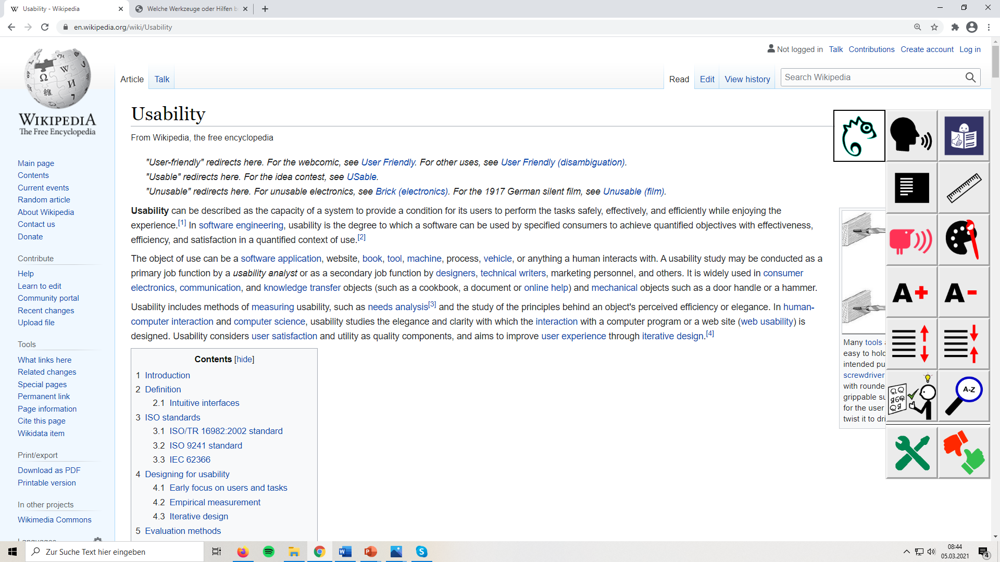 Usability - Wikipedia
Welche Werkzeuge oder Hilfen b
en.wikipedia.org/wiki/Usability
Not logged in Talk Contributions Create account Log in
Article Talk
Read Edit View history
Search Wikipedia
WIKIPEDIA
The Free Encyclopedia
Main page
Contents
Current events
Random article
About Wikipedia
Contact us
Donate
Contribute
Help
Learn to edit
Community portal
Recent changes
Upload file
Tools
What links here
Related changes
Special pages
Permanent link
Page information
Cite this page
Wikidata item
Print/export
Download as PDF
Printable version
In other projects
Wikimedia Commons
Languages
Usability
From Wikipedia, the free encyclopedia
"User-friendly" redirects here. For the webcomic, see User Friendly. For other uses, see User Friendly (disambiguation).
"Usable" redirects here. For the idea contest, see USable.
"Unusable" redirects here. For unusable electronics, see Brick (electronics). For the 1917 German silent film, see Unusable (film).
Usability can be described as the capacity of a system to provide a condition for its users to perform the tasks safely, effectively, and efficiently while enjoying the
experience.[1] In software engineering, usability is the degree to which a software can be used by specified consumers to achieve quantified objectives with effectiveness,
efficiency, and satisfaction in a quantified context of use.[2]
The object of use can be a software application, website, book, tool, machine, process, vehicle, or anything a human interacts with. A usability study may be conducted as a
primary job function by a usability analyst or as a secondary job function by designers, technical writers, marketing personnel, and others. It is widely used in consumer
electronics, communication, and knowledge transfer objects (such as a cookbook, a document or online help) and mechanical objects such as a door handle or a hammer.
Usability includes methods of measuring usability, such as needs analysis[3] and the study of the principles behind an object's perceived efficiency or elegance. In human-
computer interaction and computer science, usability studies the elegance and clarity with which the interaction with a computer program or a web site (web usability) is
designed. Usability considers user satisfaction and utility as quality components, and aims to improve user experience through iterative design.[4]
Contents [hide]
1 Introduction
2 Definition
2.1 Intuitive interfaces
3 ISO standards
3.1 ISO/TR 16982:2002 standard
3.2 ISO 9241 standard
3.3 IEC 62366
4 Designing for usability
4.1 Early focus on users and tasks
4.2 Empirical measurement
4.3 Iterative design
5 Evaluation methods
Many tools
easy to hold
intended pu
screwdriver
with rounde
grippable su
for the user
twist it to dri
A+ A-
A-Z
Zur Suche Text hier eingeben
08:44
05.03.2021
4